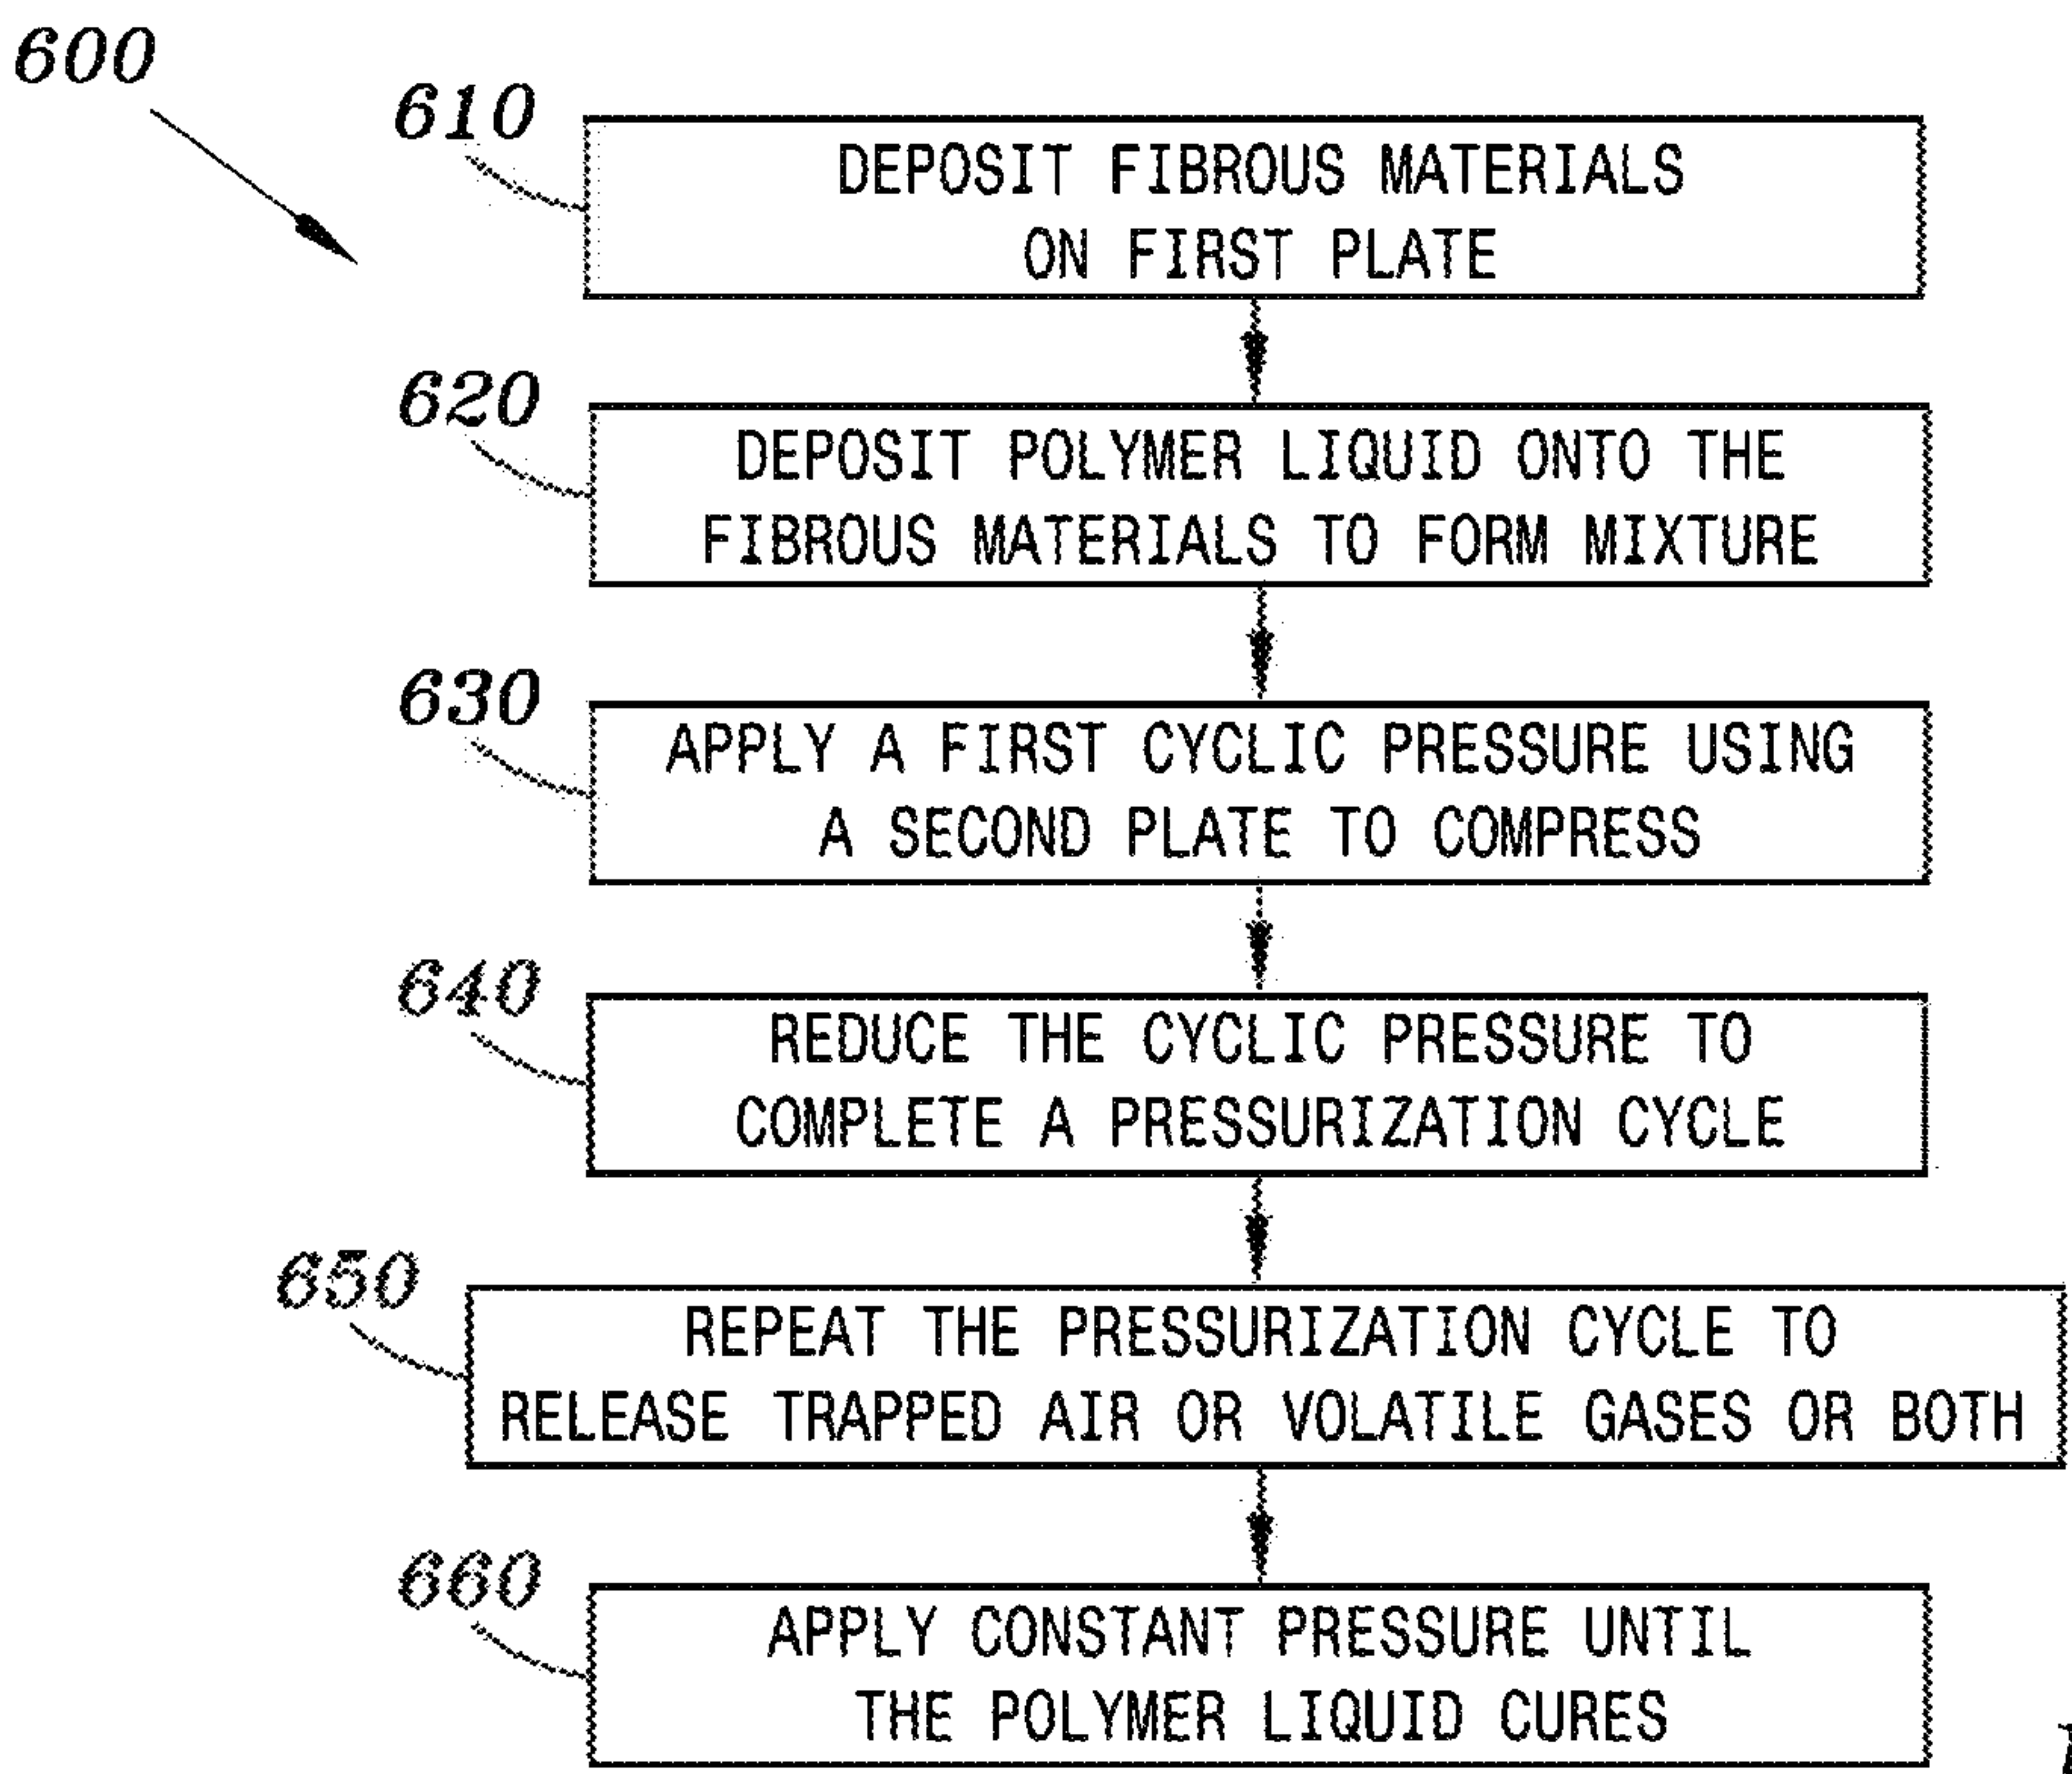 600
610
DEPOSIT FIBROUS MATERIALS
ON FIRST PLATE
620
DEPOSIT POLYMER LIQUID ONTO THE
FIBROUS MATERIALS TO FORM MIXTURE
630
APPLY A FIRST CYCLIC PRESSURE USING
A SECOND PLATE TO COMPRESS
640
REDUCE THE CYCLIC PRESSURE TO
COMPLETE A PRESSURIZATION CYCLE
650
REPEAT THE PRESSURIZATION CYCLE TO
RELEASE TRAPPED AIR OR VOLATILE GASES OR BOTH
660
APPLY CONSTANT PRESSURE UNTIL
THE POLYMER LIQUID CURES